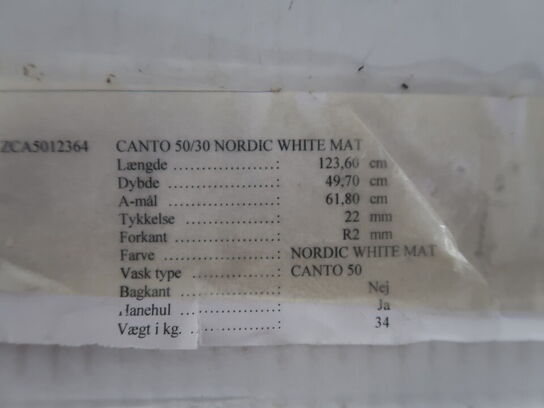 ZCA5012364 CANTO 50/30 NORDIC WHITE MAT
Længde ....................: 123,60 cm
Dybde ......................: 49,70 cm
A-mål .......................: 61,80 cm
Tykkelse ..................: 22 mm
Forkant ....................: R2 mm
Farve .......................: NORDIC WHITE MAT
Vask type ................: CANTO 50
Bagkant ...................: Nej
Hanehul ..................: Ja
Vægt i kg. ................: 34